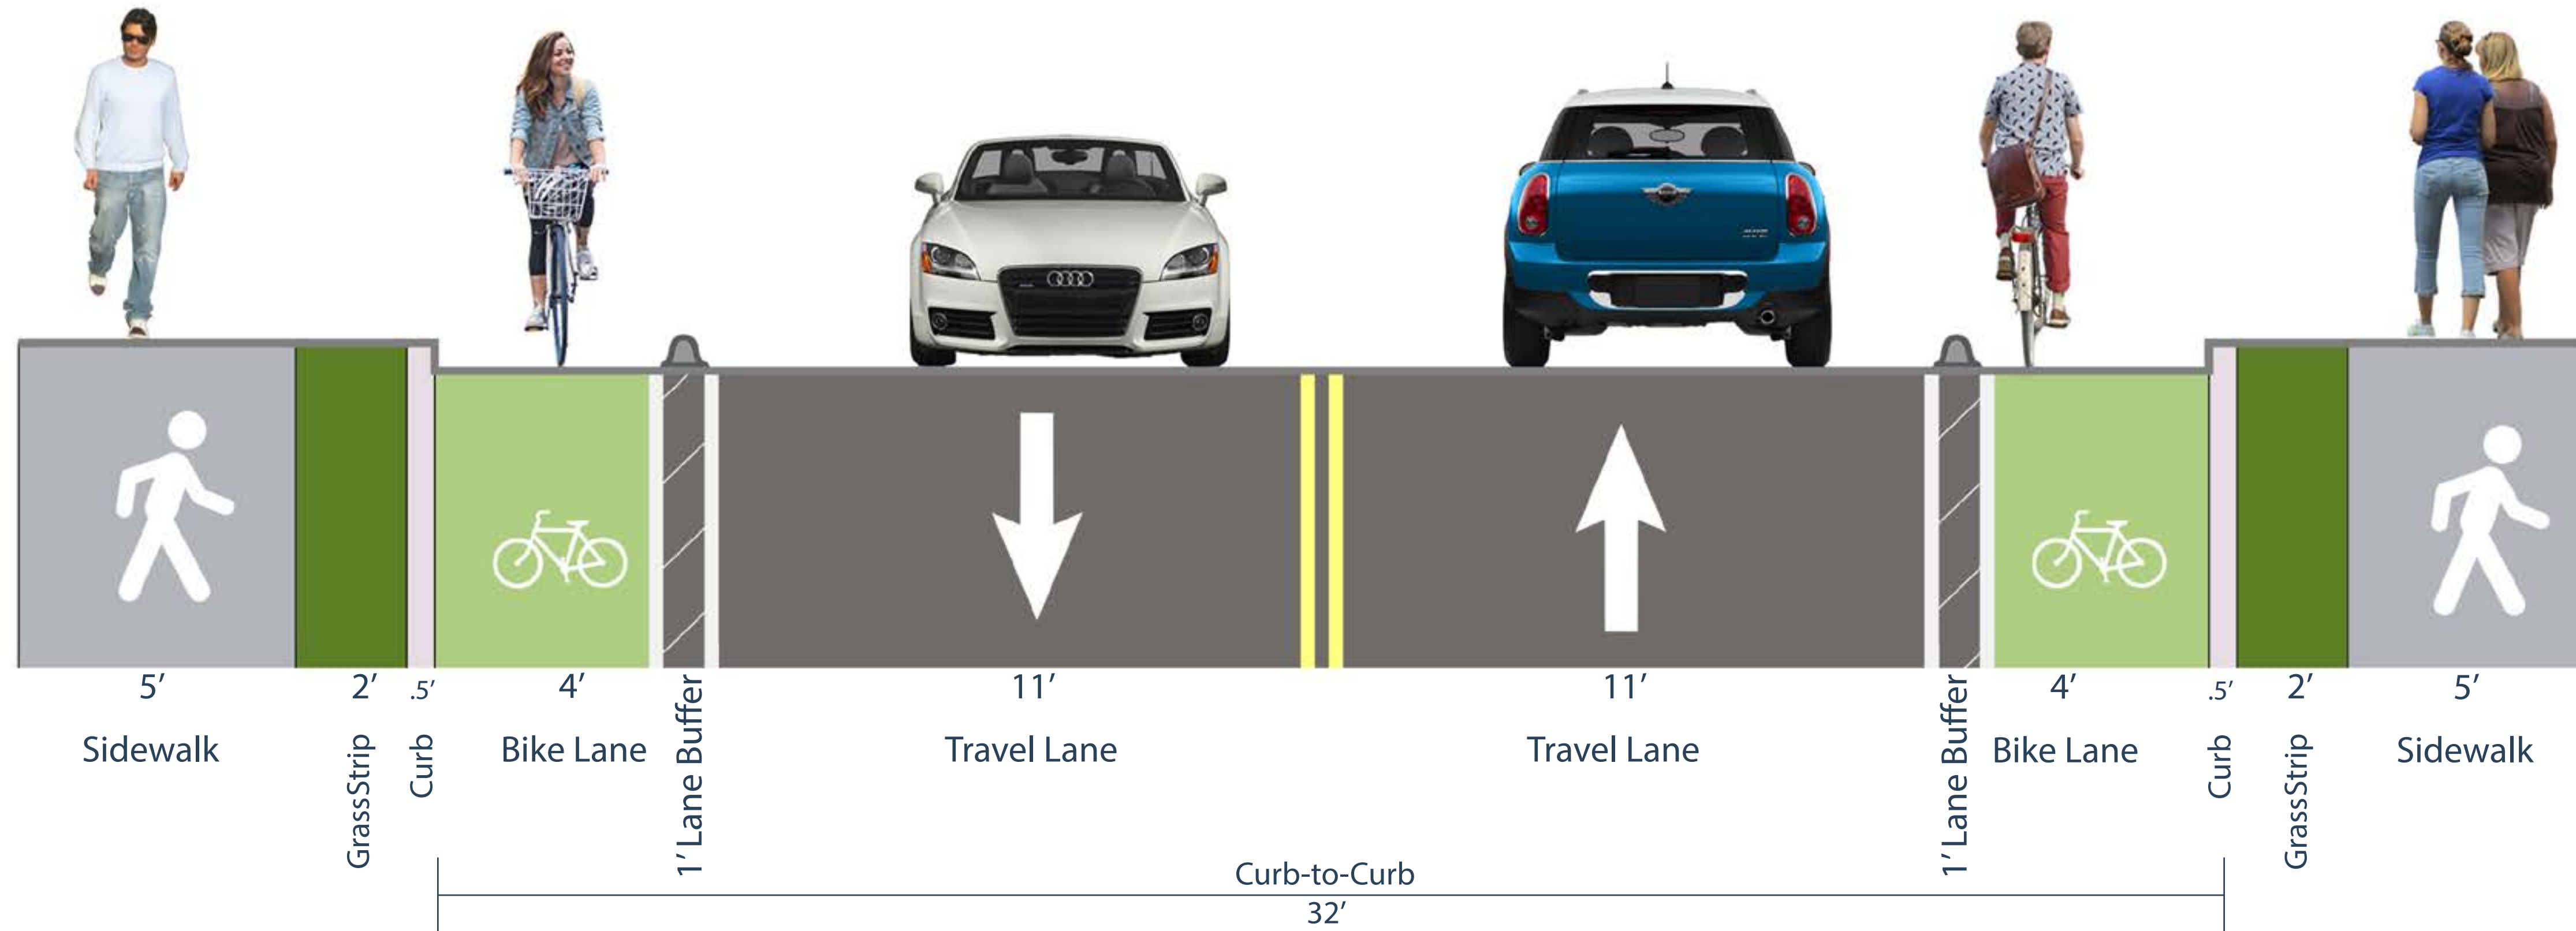 5’
2’
.5’
4’
11’
11’
4’
.5’
2’
5’
Sidewalk
GrassStrip
Curb
Bike Lane
1’ Lane Buffer
Travel Lane
Travel Lane
1’ Lane Buffer
Bike Lane
Curb
GrassStrip
Sidewalk
Curb-to-Curb
32’